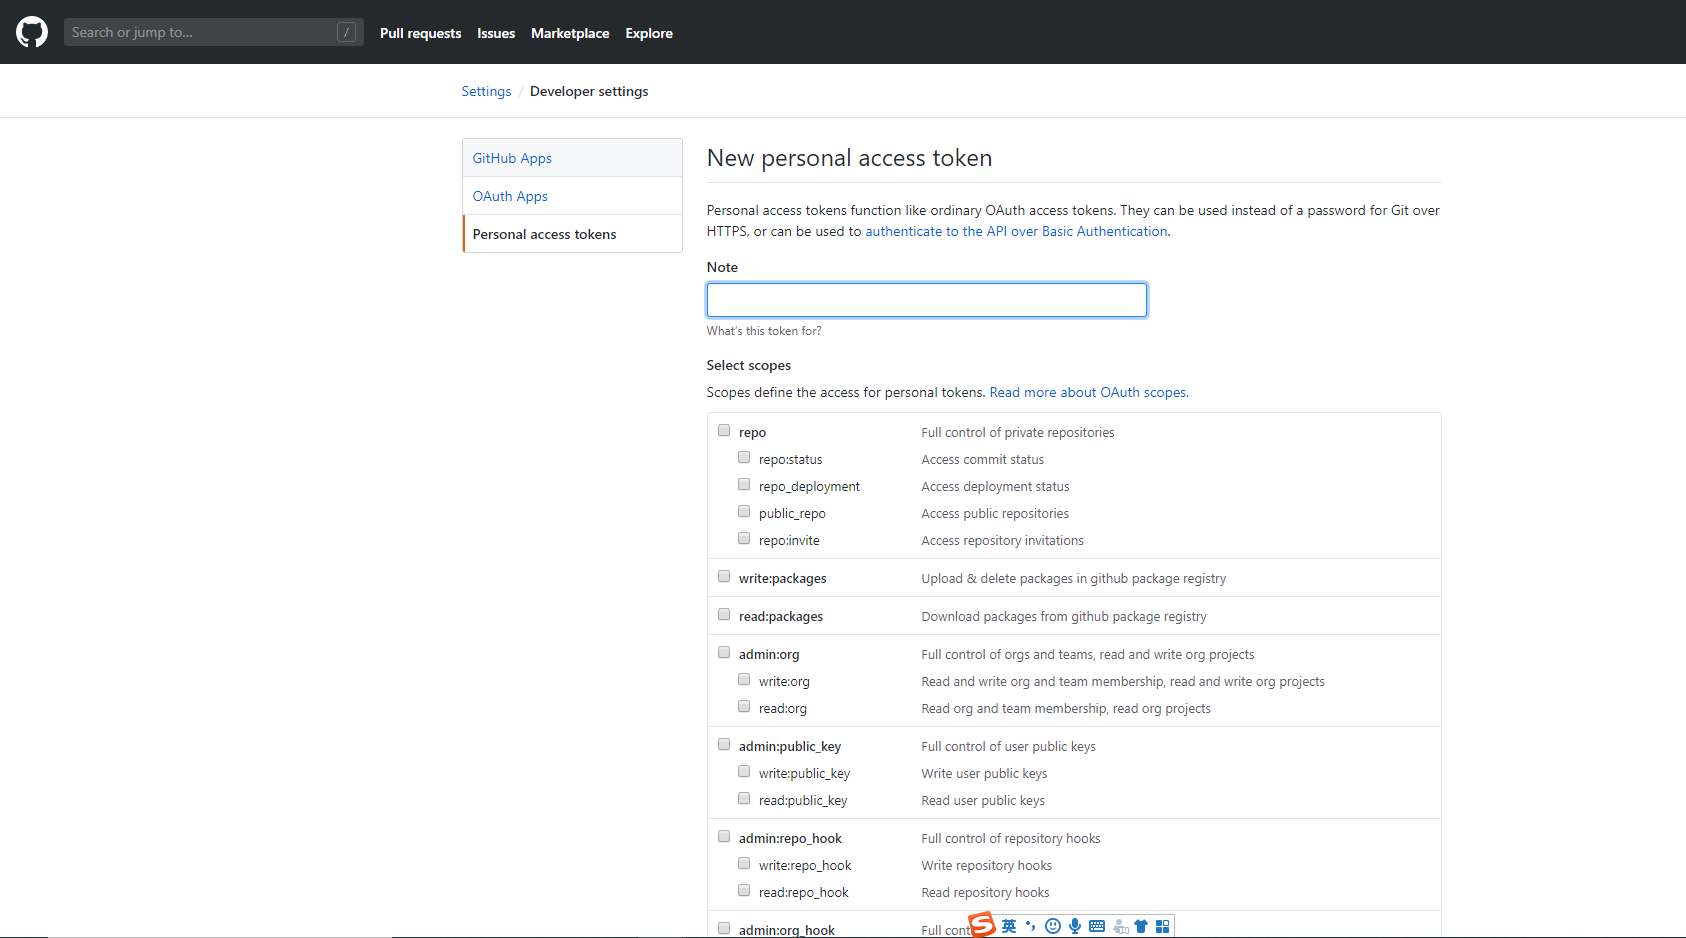 Search or jump to...
/
Pull requests
Issues
Marketplace
Explore
Settings / Developer settings
GitHub Apps
OAuth Apps
Personal access tokens
New personal access token
Personal access tokens function like ordinary OAuth access tokens. They can be used instead of a password for Git over
HTTPS, or can be used to authenticate to the API over Basic Authentication.
Note
What's this token for?
Select scopes
Scopes define the access for personal tokens. Read more about OAuth scopes.
repo Full control of private repositories
repo:status Access commit status
repo_deployment Access deployment status
public_repo Access public repositories
repo:invite Access repository invitations
write:packages Upload & delete packages in github package registry
read:packages Download packages from github package registry
admin:org Full control of orgs and teams, read and write org projects
write:org Read and write org and team membership, read and write org projects
read:org Read org and team membership, read org projects
admin:public_key Full control of user public keys
write:public_key Write user public keys
read:public_key Read user public keys
admin:repo_hook Full control of repository hooks
write:repo_hook Write repository hooks
read:repo_hook Read repository hooks
admin:org_hook Full
S 英